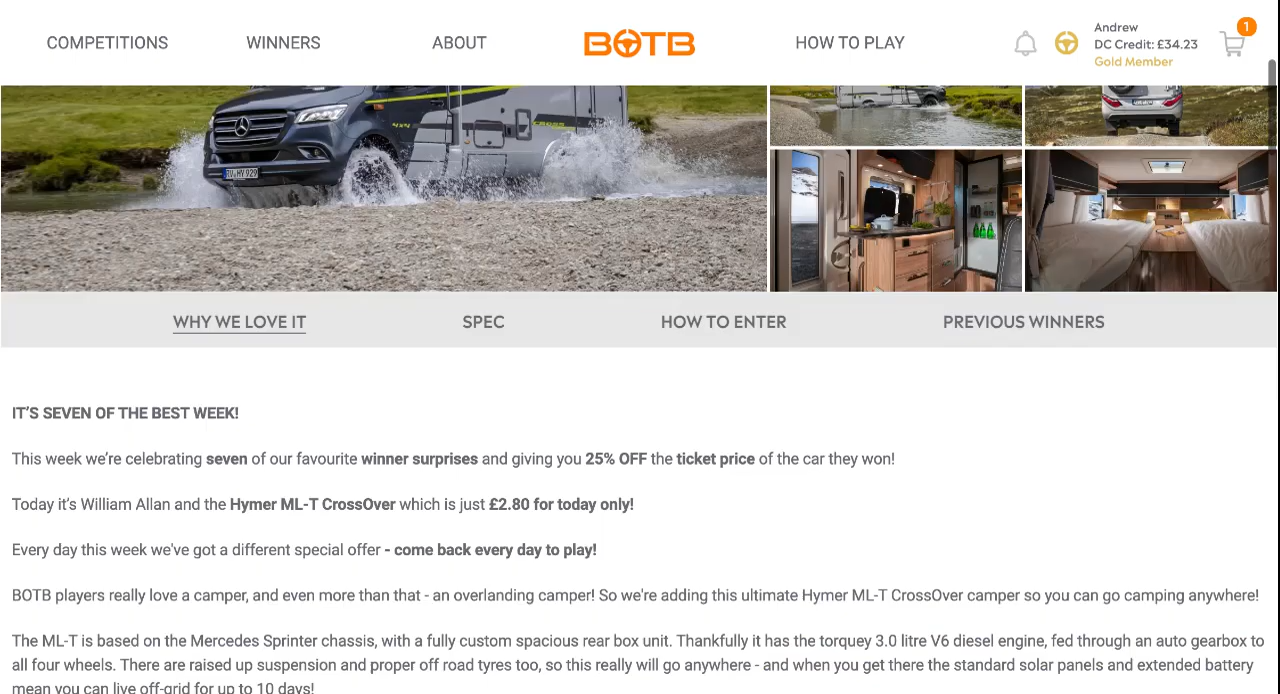 COMPETITIONS WINNERS ABOUT BOTB HOW TO PLAY
Andrew
DC Credit: £34.23
Gold Member
1
4x4
CROSS
RV·MY 929
WHY WE LOVE IT SPEC HOW TO ENTER PREVIOUS WINNERS
IT’S SEVEN OF THE BEST WEEK!
This week we’re celebrating seven of our favourite winner surprises and giving you 25% OFF the ticket price of the car they won!
Today it’s William Allan and the Hymer ML-T CrossOver which is just £2.80 for today only!
Every day this week we've got a different special offer - come back every day to play!
BOTB players really love a camper, and even more than that - an overlanding camper! So we're adding this ultimate Hymer ML-T CrossOver camper so you can go camping anywhere!
The ML-T is based on the Mercedes Sprinter chassis, with a fully custom spacious rear box unit. Thankfully it has the torquey 3.0 litre V6 diesel engine, fed through an auto gearbox to
all four wheels. There are raised up suspension and proper off road tyres too, so this really will go anywhere - and when you get there the standard solar panels and extended battery
mean you can live off-grid for up to 10 days!